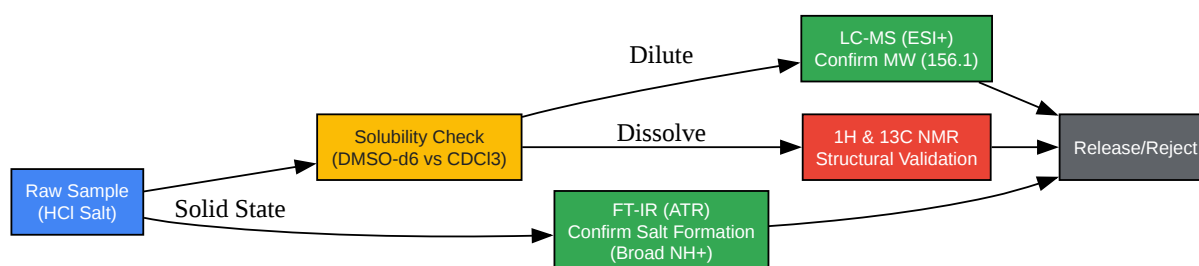 Raw Sample
(HCl Salt)
Solid State
Solubility Check
(DMSO-d6 vs CDCl3)
Dilute
Dissolve
LC-MS (ESI+)
Confirm MW (156.1)
1H & 13C NMR
Structural Validation
FT-IR (ATR)
Confirm Salt Formation
(Broad NH+)
Release/Reject